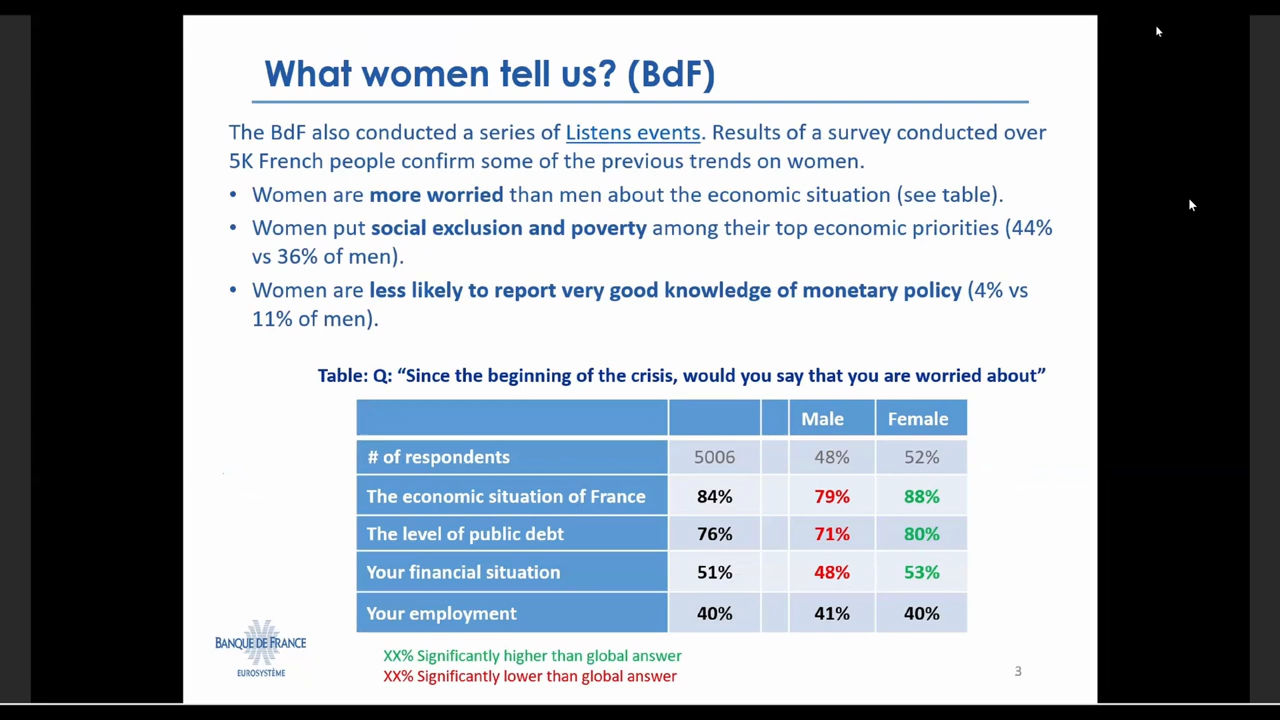 What women tell us? (BdF)
The BdF also conducted a series of Listens events. Results of a survey conducted over
5K French people confirm some of the previous trends on women.
• Women are more worried than men about the economic situation (see table).
• Women put social exclusion and poverty among their top economic priorities (44%
vs 36% of men).
• Women are less likely to report very good knowledge of monetary policy (4% vs
11% of men).
Table: Q: “Since the beginning of the crisis, would you say that you are worried about”
Male Female
# of respondents 5006 48% 52%
The economic situation of France 84% 79% 88%
The level of public debt 76% 71% 80%
Your financial situation 51% 48% 53%
Your employment 40% 41% 40%
BANQUE DE FRANCE
EUROSYSTÈME
XX% Significantly higher than global answer
XX% Significantly lower than global answer
3